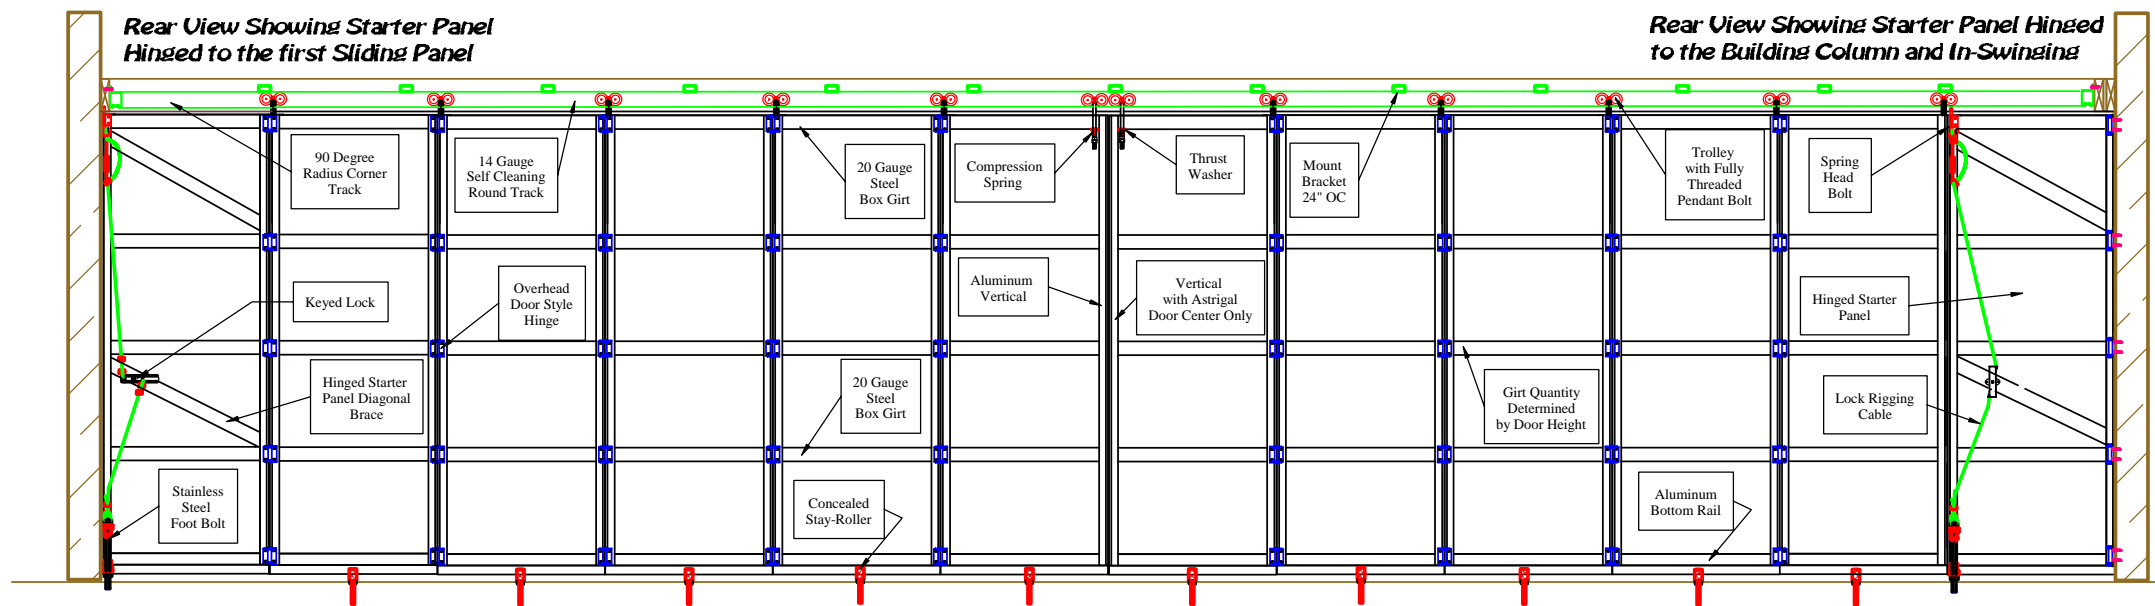 Rear View Showing Starter Panel
Hinged to the first Sliding Panel
Rear View Showing Starter Panel Hinged
to the Building Column and In-Swinging
90 Degree
Radius Corner
Track
14 Gauge
Self Cleaning
Round Track
20 Gauge
Steel
Box Girt
Compression
Spring
Thrust
Washer
Mount
Bracket
24" OC
Trolley
with Fully
Threaded
Pendant Bolt
Spring
Head
Bolt
Keyed Lock
Overhead
Door Style
Hinge
Aluminum
Vertical
Vertical
with Astrigal
Door Center Only
Hinged Starter
Panel
Hinged Starter
Panel Diagonal
Brace
20 Gauge
Steel
Box Girt
Girt Quantity
Determined
by Door Height
Lock Rigging
Cable
Stainless
Steel
Foot Bolt
Concealed
Stay-Roller
Aluminum
Bottom Rail